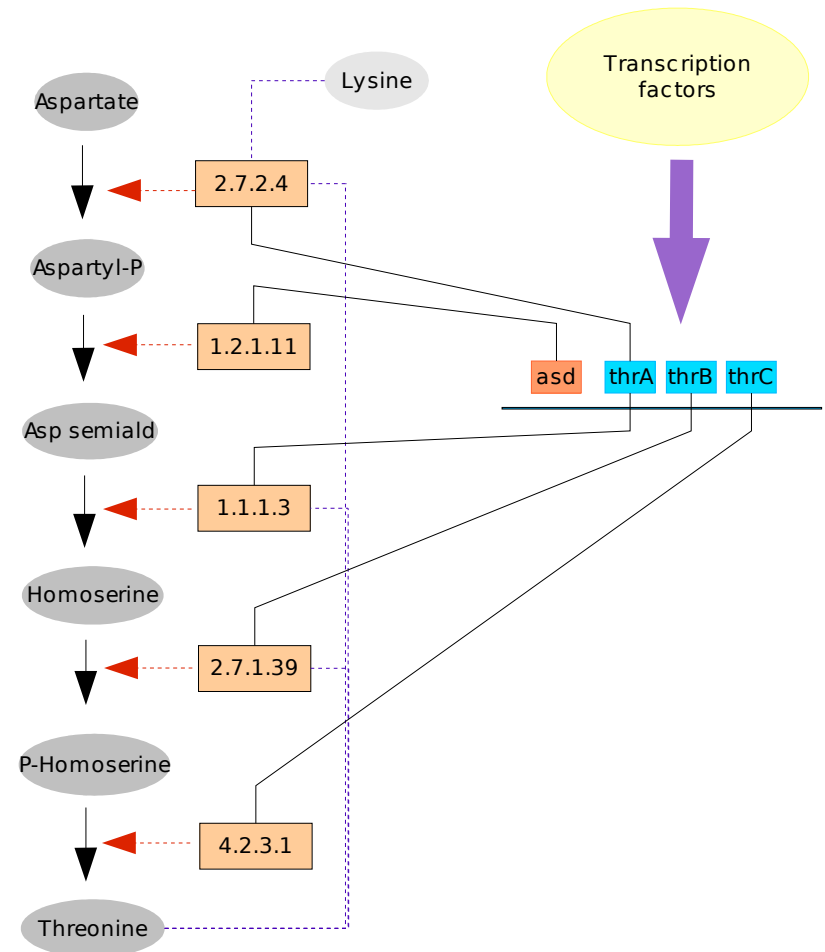 Transcription
factors
Lysine
Aspartate
2.7.2.4
Aspartyl-P
1.2.1.11
asd thrA thrB thrC
Asp semiald
1.1.1.3
Homoserine
2.7.1.39
P-Homoserine
4.2.3.1
Threonine